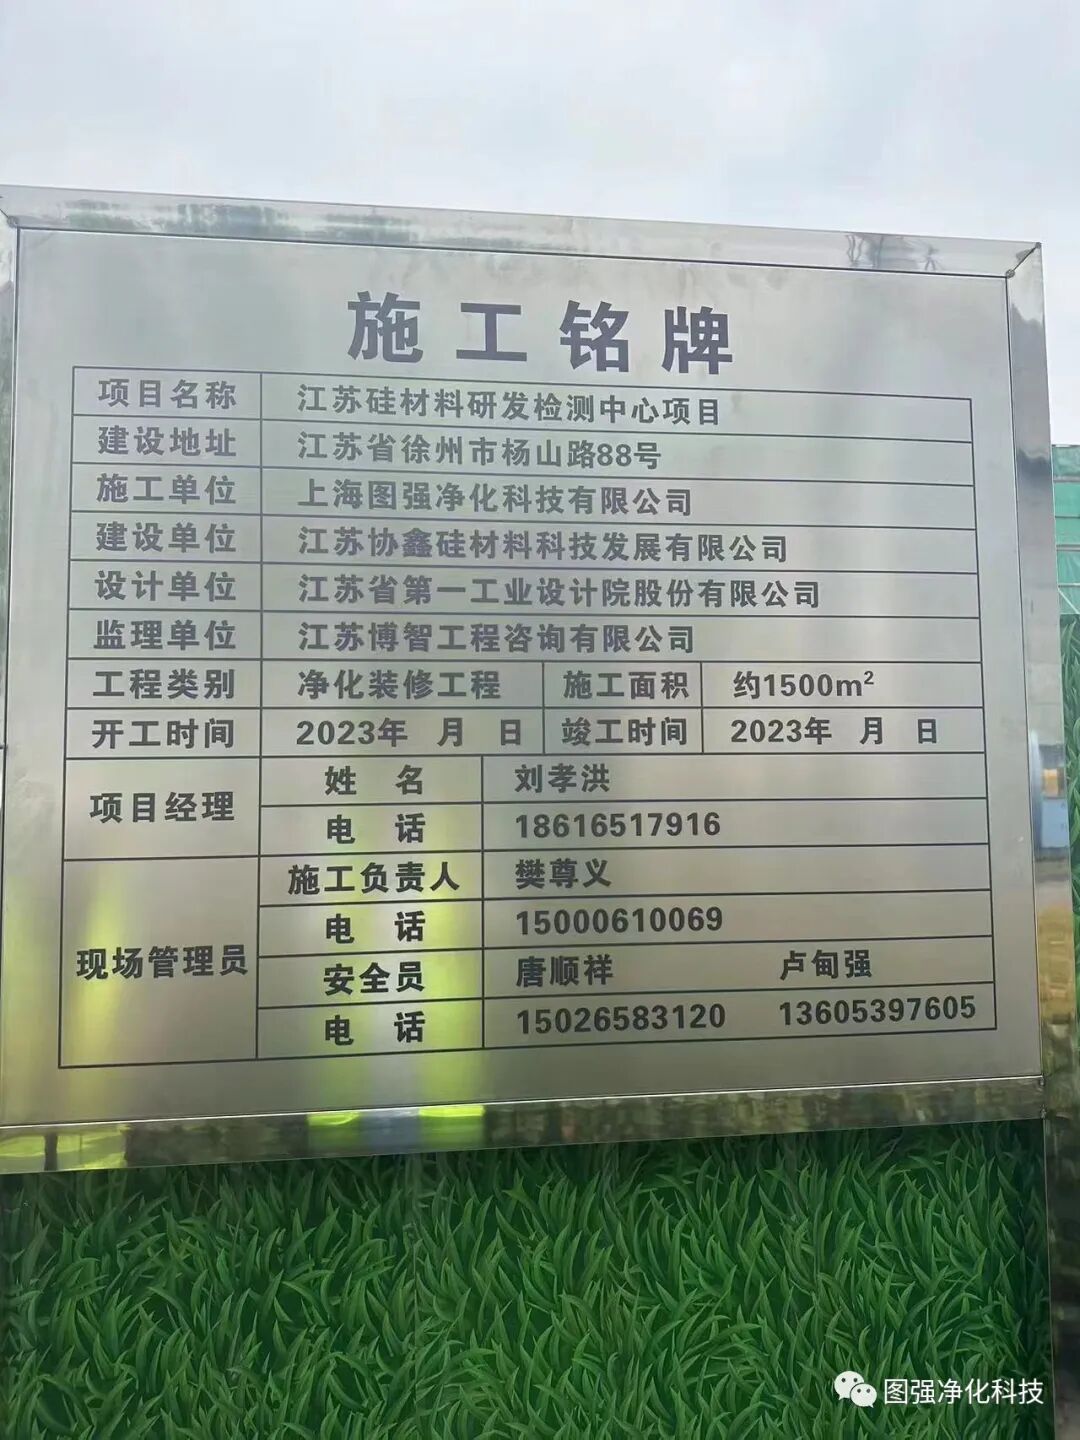 施工铭牌
项目名称 江苏硅材料研发检测中心项目
建设地址 江苏省徐州市杨山路88号
施工单位 上海图强净化科技有限公司
建设单位 江苏协鑫硅材料科技发展有限公司
设计单位 江苏省第一工业设计院股份有限公司
监理单位 江苏博智工程咨询有限公司
工程类别 净化装修工程 施工面积 约1500m²
开工时间 2023年 月 日 竣工时间 2023年 月 日
项目经理 姓 名 刘孝洪
电 话 18616517916
现场管理员 施工负责人 樊尊义
电 话 15000610069
安全员 唐顺祥 卢甸强
电 话 15026583120 13605397605
图强净化科技